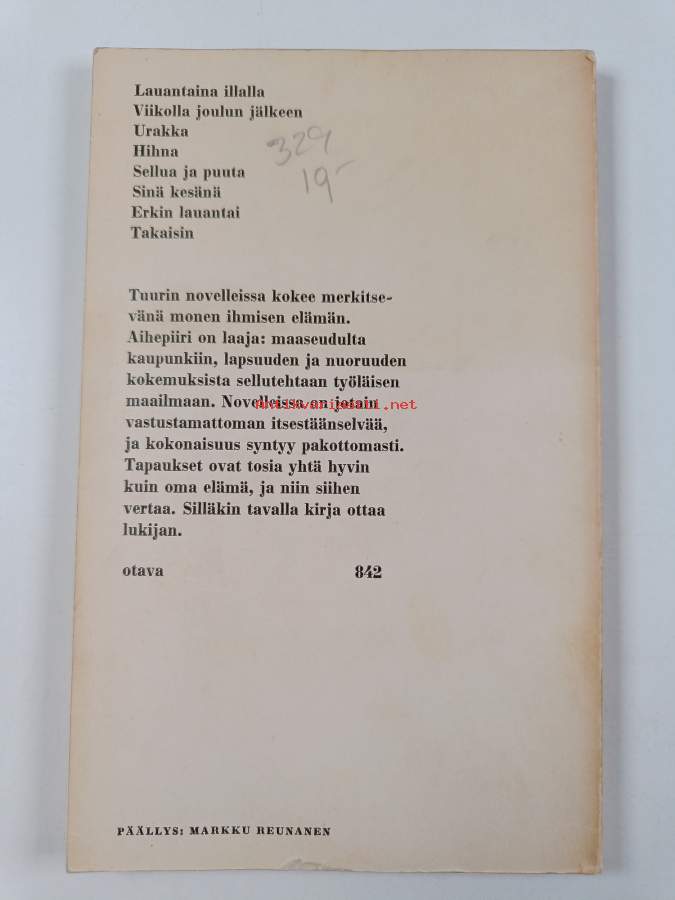 Lauantaina illalla
Viikolla joulun jälkeen
Urakka
329
Hihna
Sellua ja puuta
19-
Sinä kesänä
Erkin lauantai
Takaisin
Tuurin novelleissa kokee merkitse-
vänä monen ihmisen elämän.
Aihepiiri on laaja: maaseudulta
kaupunkiin, lapsuuden ja nuoruuden
kokemuksista sellutehtaan työläisen
maailmaan. Novelleissa on jotain
antikvariaatti.net
vastustamattoman itsestäänselvää,
ja kokonaisuus syntyy pakottomasti.
Tapaukset ovat tosia yhtä hyvin
kuin oma elämä, ja niin siihen
vertaa. Silläkin tavalla kirja ottaa
lukijan.
otava 842
PÄÄLLYS: MARKKU REUNANEN